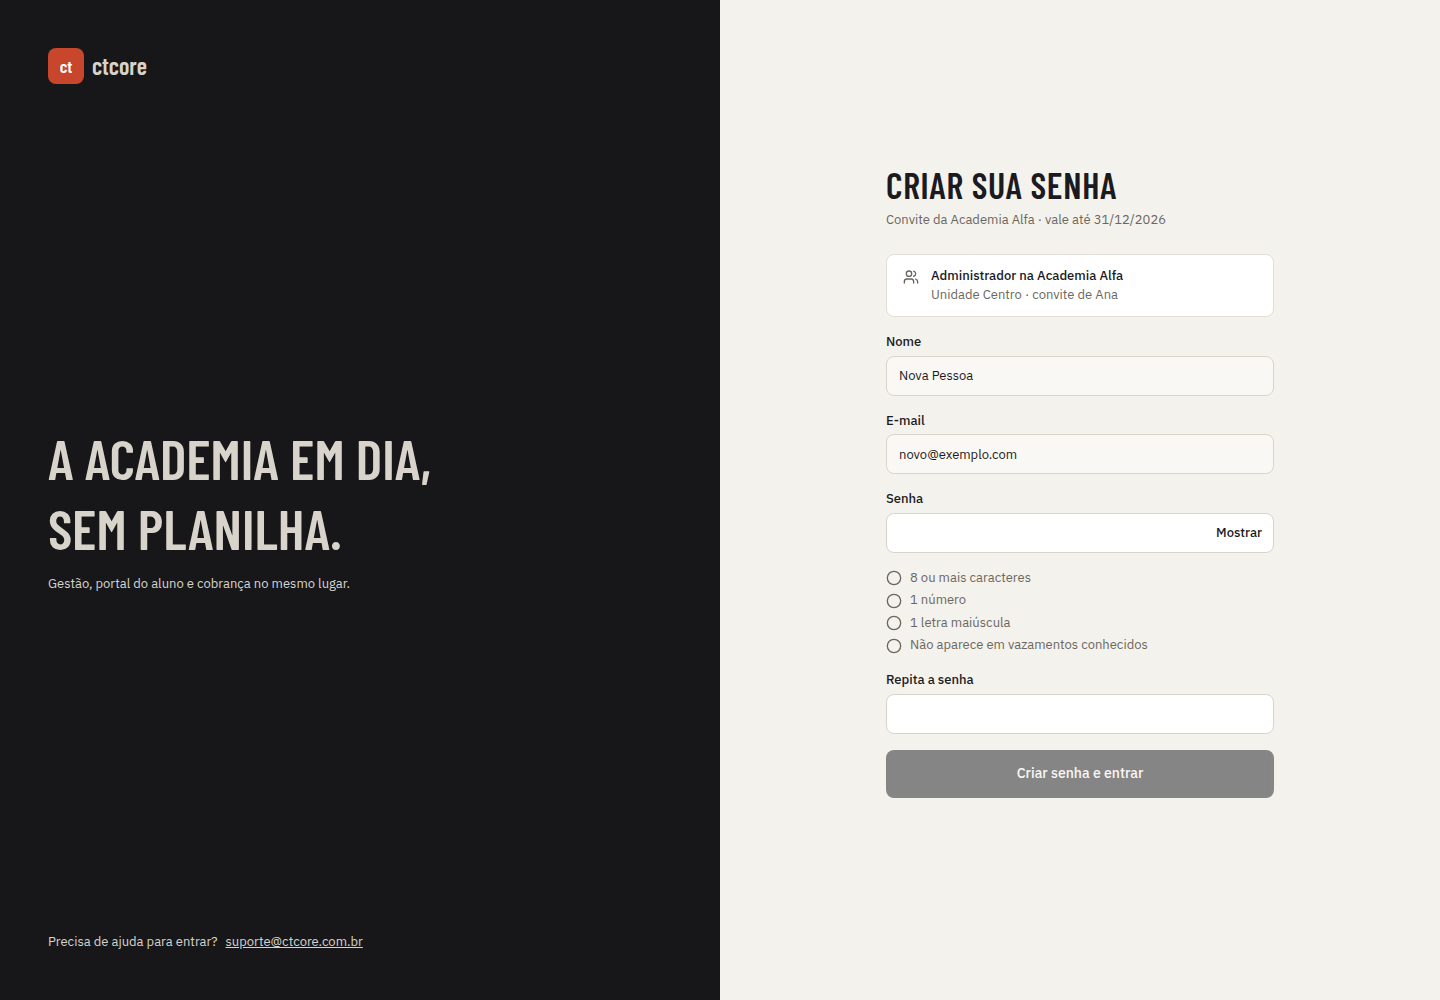 ct ctcore
A ACADEMIA EM DIA,
SEM PLANILHA.
Gestão, portal do aluno e cobrança no mesmo lugar.
Precisa de ajuda para entrar? suporte@ctcore.com.br
CRIAR SUA SENHA
Convite da Academia Alfa · vale até 31/12/2026
Administrador na Academia Alfa
Unidade Centro · convite de Ana
Nome
Nova Pessoa
E-mail
novo@exemplo.com
Senha
Mostrar
8 ou mais caracteres
1 número
1 letra maiúscula
Não aparece em vazamentos conhecidos
Repita a senha
Criar senha e entrar